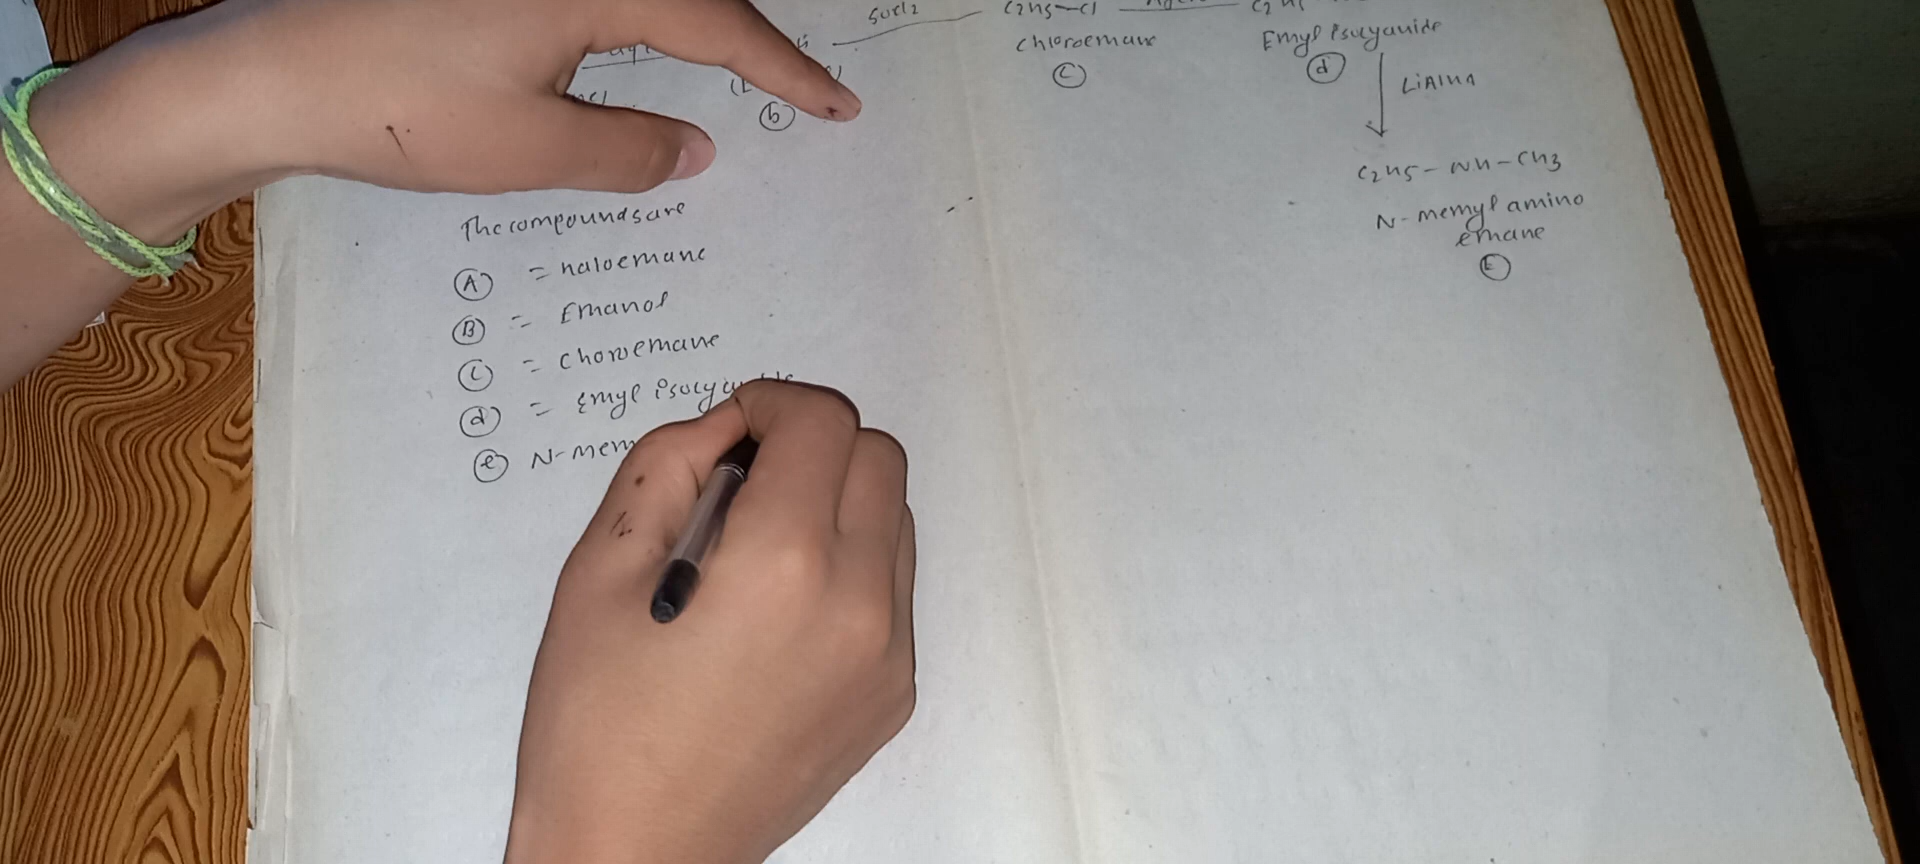 SOCl2 C2H5-Cl
chloroemane Emyl isocyanide
(b) (c) (d) LiAlH4
C2H5-NH-CH3
N-memyl amino
emane
(E)
The compounds are
(A) = haloemane
(B) = Emanol
(C) = choroemane
(d) = Emyl
(e) N-mem